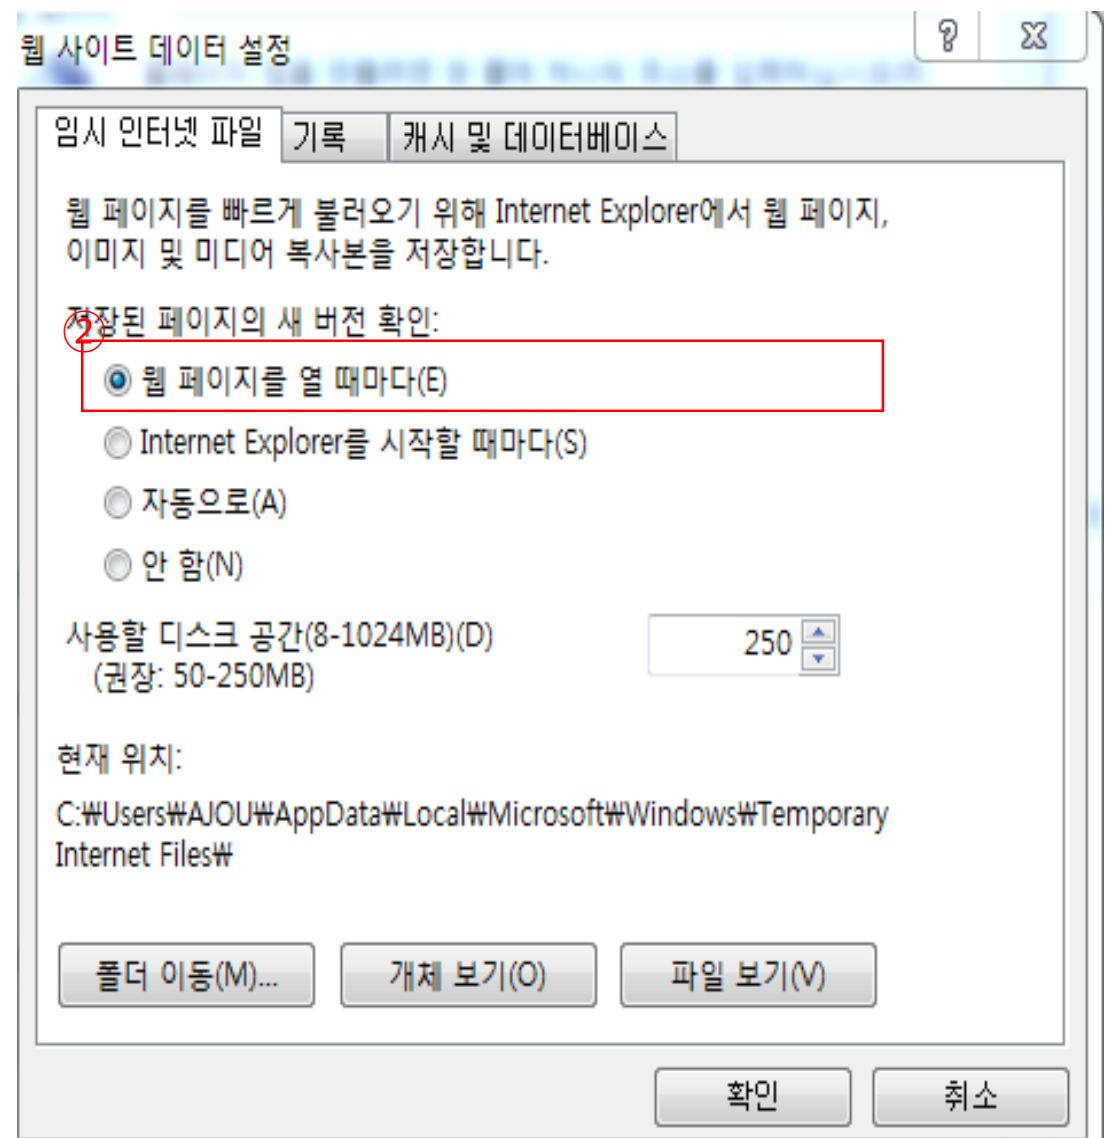 웹 사이트 데이터 설정
임시 인터넷 파일 기록 캐시 및 데이터베이스
웹 페이지를 빠르게 불러오기 위해 Internet Explorer에서 웹 페이지,
이미지 및 미디어 복사본을 저장합니다.
저장된 페이지의 새 버전 확인:
②
웹 페이지를 열 때마다(E)
Internet Explorer를 시작할 때마다(S)
자동으로(A)
안 함(N)
사용할 디스크 공간(8-1024MB)(D) 250
(권장: 50-250MB)
현재 위치:
C:₩Users₩AJOU₩AppData₩Local₩Microsoft₩Windows₩Temporary
Internet Files₩
폴더 이동(M)... 개체 보기(O) 파일 보기(V)
확인 취소